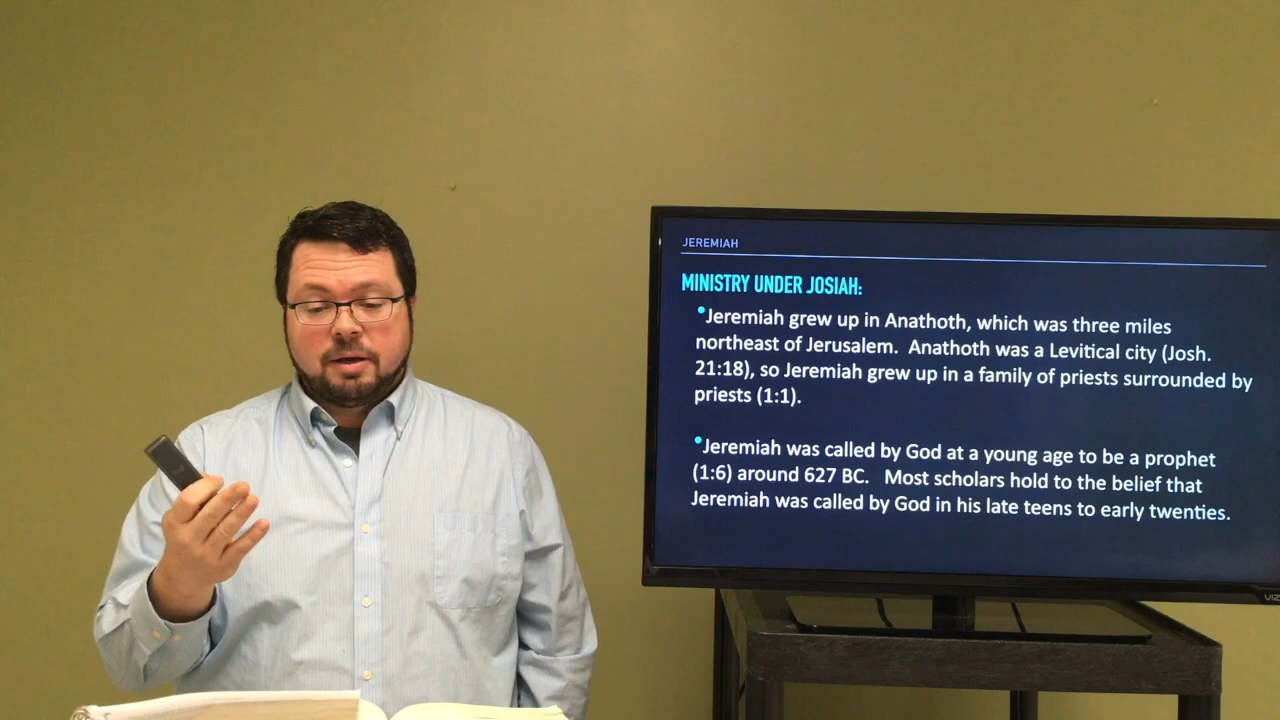 JEREMIAH
MINISTRY UNDER JOSIAH:
•Jeremiah grew up in Anathoth, which was three miles
northeast of Jerusalem. Anathoth was a Levitical city (Josh.
21:18), so Jeremiah grew up in a family of priests surrounded by
priests (1:1).
•Jeremiah was called by God at a young age to be a prophet
(1:6) around 627 BC. Most scholars hold to the belief that
Jeremiah was called by God in his late teens to early twenties.